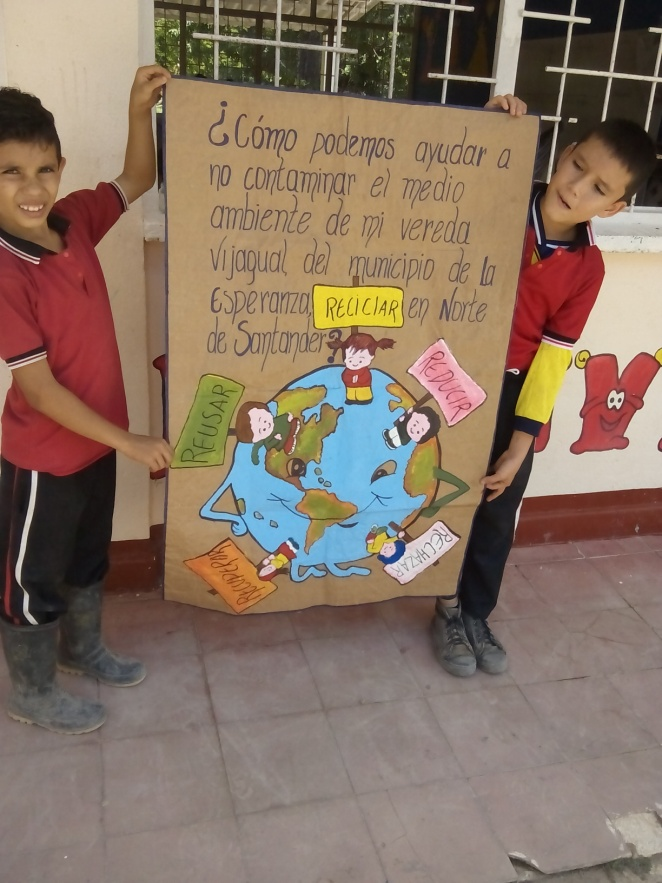 ¿Cómo podemos ayudar a
no contaminar el medio
ambiente de mi vereda
Vijagual, del municipio de La
Esperanza, en Norte
de Santander?
RECICLAR
REDUCIR
REUSAR
RECHAZAR
RECUPERAR